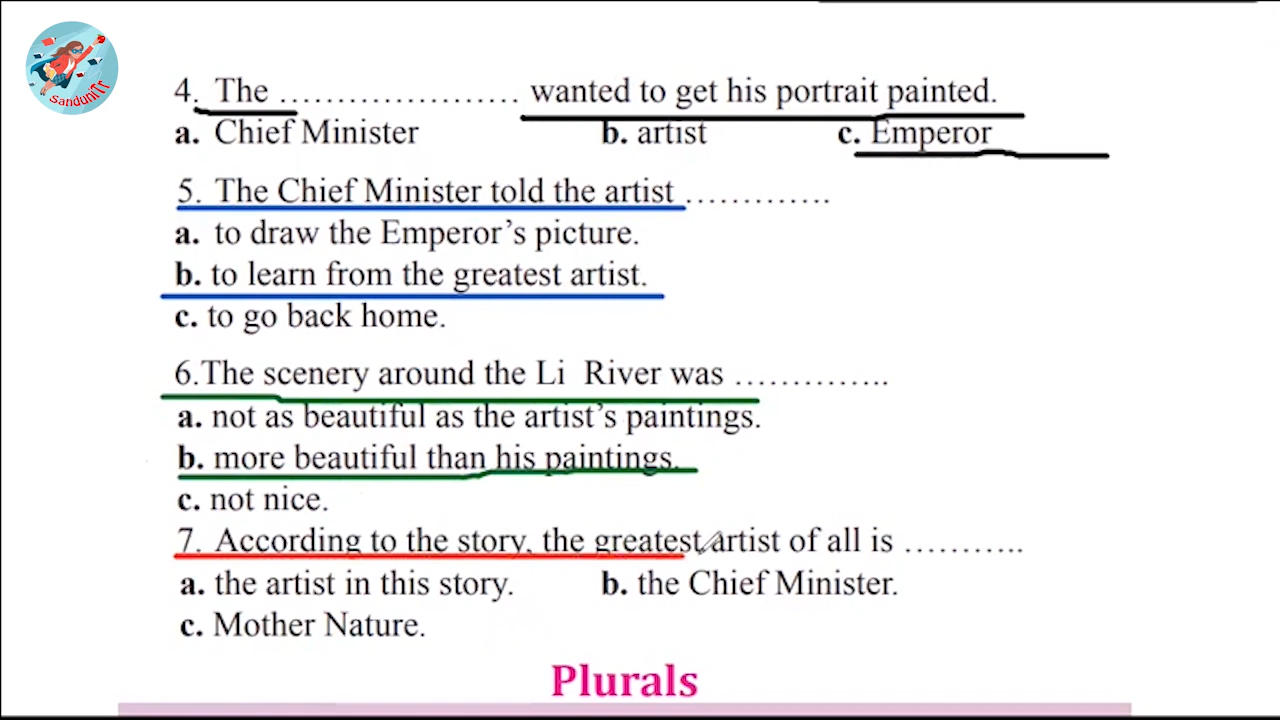 SanduniTr
4. The ………………… wanted to get his portrait painted.
a. Chief Minister b. artist c. Emperor
5. The Chief Minister told the artist ………….
a. to draw the Emperor’s picture.
b. to learn from the greatest artist.
c. to go back home.
6.The scenery around the Li River was …………..
a. not as beautiful as the artist’s paintings.
b. more beautiful than his paintings.
c. not nice.
7. According to the story, the greatest artist of all is ………..
a. the artist in this story. b. the Chief Minister.
c. Mother Nature.
Plurals